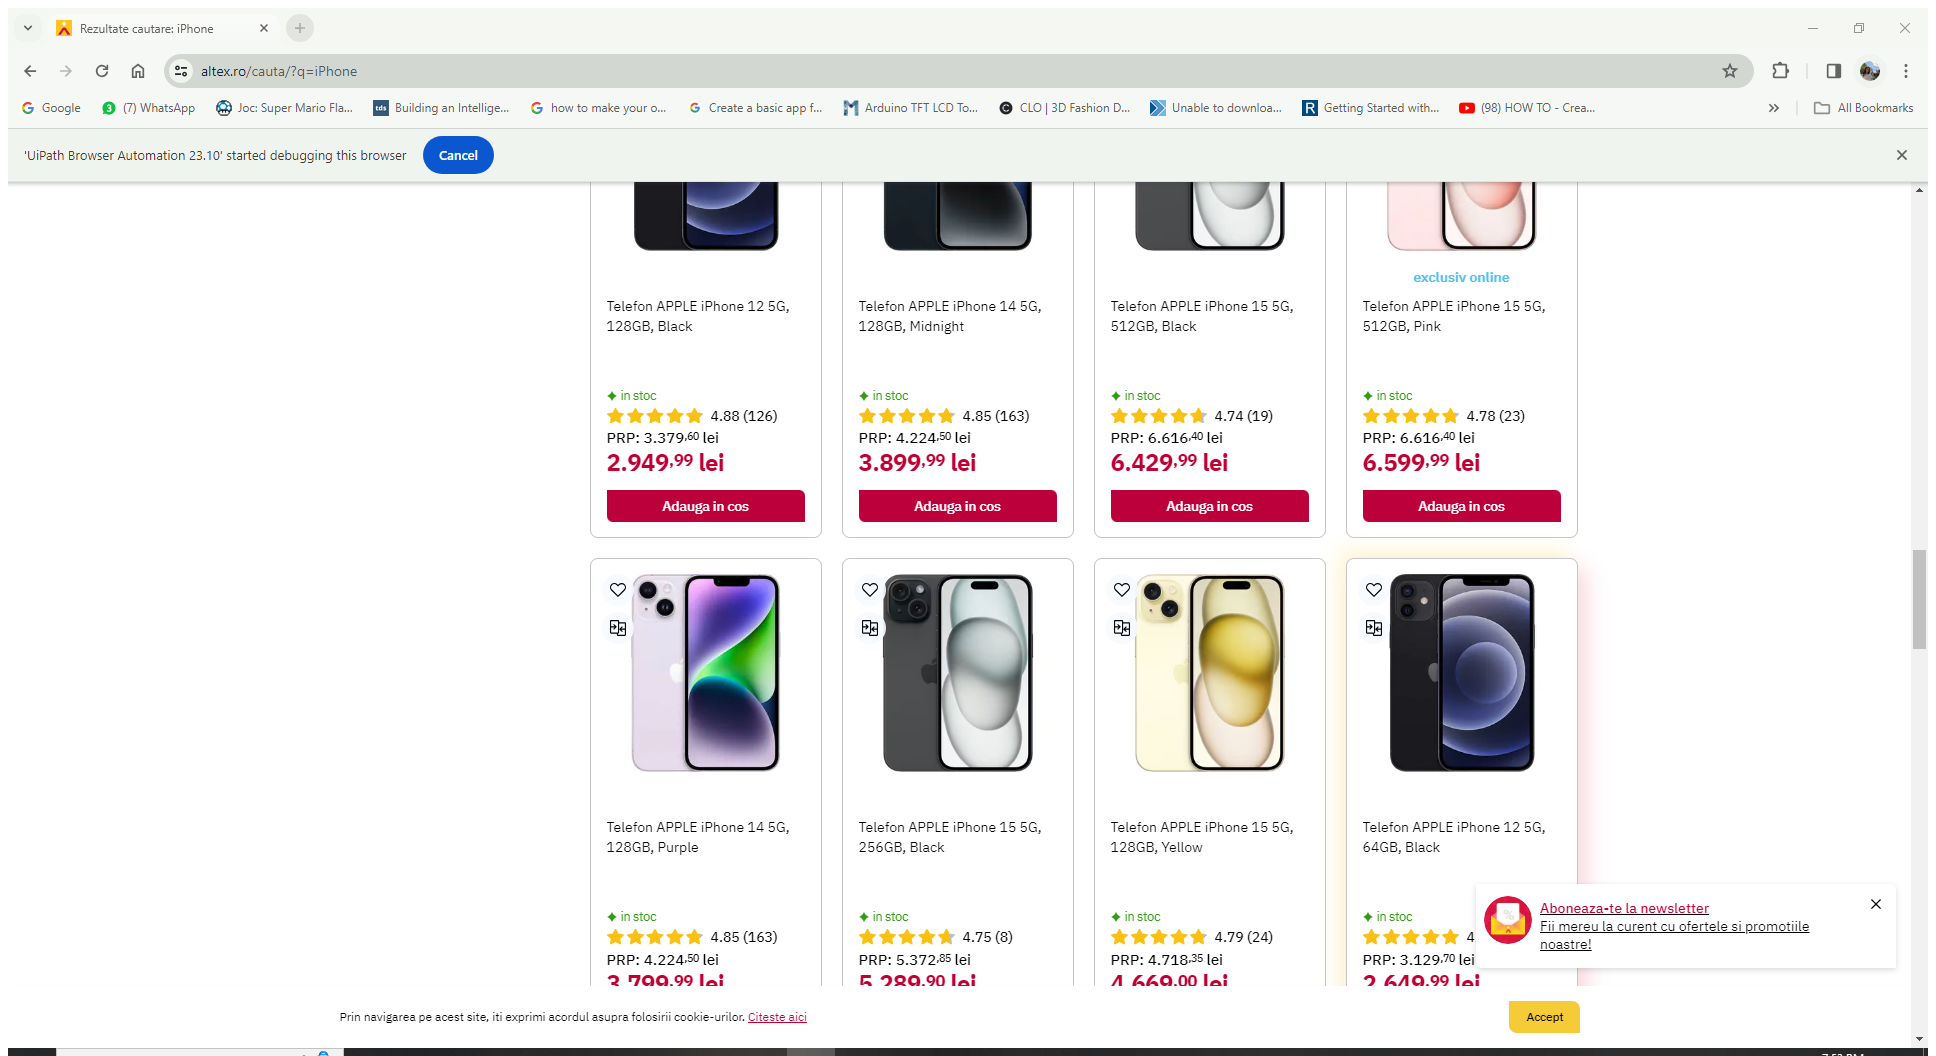 Rezultate cautare: iPhone
altex.ro/cauta/?q=iPhone
Google
(7) WhatsApp
Joc: Super Mario Fla...
tds
Building an Intellige...
how to make your o...
Create a basic app f...
Arduino TFT LCD To...
CLO | 3D Fashion D...
Unable to downloa...
R
Getting Started with...
(98) HOW TO - Crea...
All Bookmarks
'UiPath Browser Automation 23.10' started debugging this browser
Cancel
Telefon APPLE iPhone 12 5G,
128GB, Black
in stoc
4.88 (126)
PRP: 3.379,60 lei
2.949,99 lei
Adauga in cos
Telefon APPLE iPhone 14 5G,
128GB, Midnight
in stoc
4.85 (163)
PRP: 4.224,50 lei
3.899,99 lei
Adauga in cos
Telefon APPLE iPhone 15 5G,
512GB, Black
in stoc
4.74 (19)
PRP: 6.616,40 lei
6.429,99 lei
Adauga in cos
exclusiv online
Telefon APPLE iPhone 15 5G,
512GB, Pink
in stoc
4.78 (23)
PRP: 6.616,40 lei
6.599,99 lei
Adauga in cos
Telefon APPLE iPhone 14 5G,
128GB, Purple
in stoc
4.85 (163)
PRP: 4.224,50 lei
3.799,99 lei
Telefon APPLE iPhone 15 5G,
256GB, Black
in stoc
4.75 (8)
PRP: 5.372,85 lei
5.289,90 lei
Telefon APPLE iPhone 15 5G,
128GB, Yellow
in stoc
4.79 (24)
PRP: 4.718,35 lei
4.669,00 lei
Telefon APPLE iPhone 12 5G,
64GB, Black
in stoc
4
PRP: 3.129,70 lei
2.649,99 lei
Aboneaza-te la newsletter
Fii mereu la curent cu ofertele si promotiile
noastre!
Prin navigarea pe acest site, iti exprimi acordul asupra folosirii cookie-urilor. Citeste aici
Accept